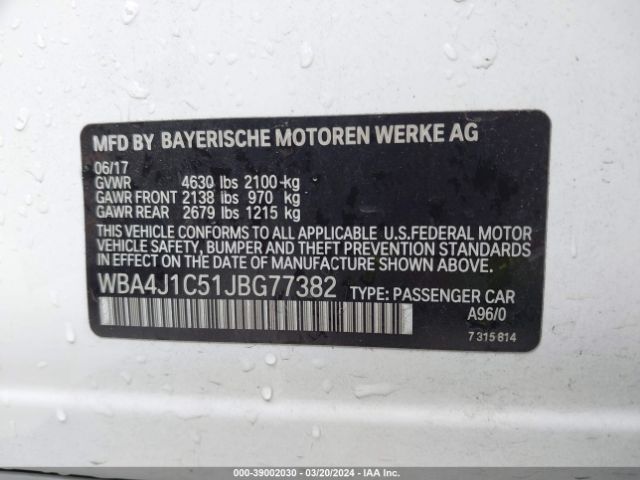 MFD BY BAYERISCHE MOTOREN WERKE AG
06/17
GVWR 4630 lbs 2100-kg
GAWR FRONT 2138 lbs 970 kg
GAWR REAR 2679 lbs 1215 kg
THIS VEHICLE CONFORMS TO ALL APPLICABLE U.S.FEDERAL MOTOR
VEHICLE SAFETY, BUMPER AND THEFT PREVENTION STANDARDS
IN EFFECT ON THE DATE OF MANUFACTURE SHOWN ABOVE.
WBA4J1C51JBG77382 TYPE: PASSENGER CAR
A96/0
7 315 814
000-39002030 - 03/20/2024 - IAAI.COM